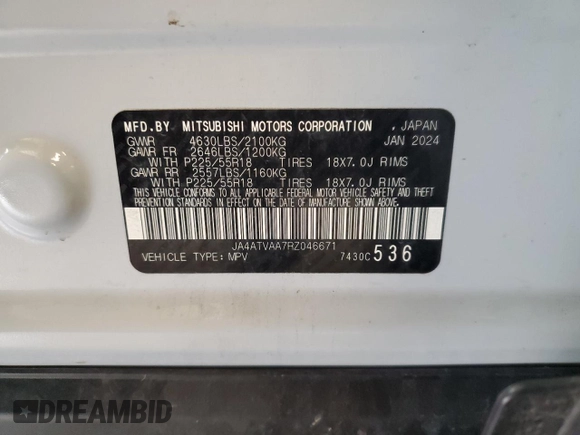 MFD.BY MITSUBISHI MOTORS CORPORATION , JAPAN
GVWR 4630LBS/2100KG JAN 2024
GAWR FR 2646LBS/1200KG
WITH P225/55R18 TIRES 18X7.0J RIMS
GAWR RR 2557LBS/1160KG
WITH P225/55R18 TIRES 18X7.0J RIMS
THIS VEHICLE CONFORMS TO ALL APPLICABLE FEDERAL MOTOR VEHICLE SAFETY AND THEFT
PREVENTION STANDARDS IN EFFECT ON THE DATE OF MANUFACTURE SHOWN ABOVE.
JA4ATVAA7RZ046671
VEHICLE TYPE: MPV 7430C 536
DREAMBID